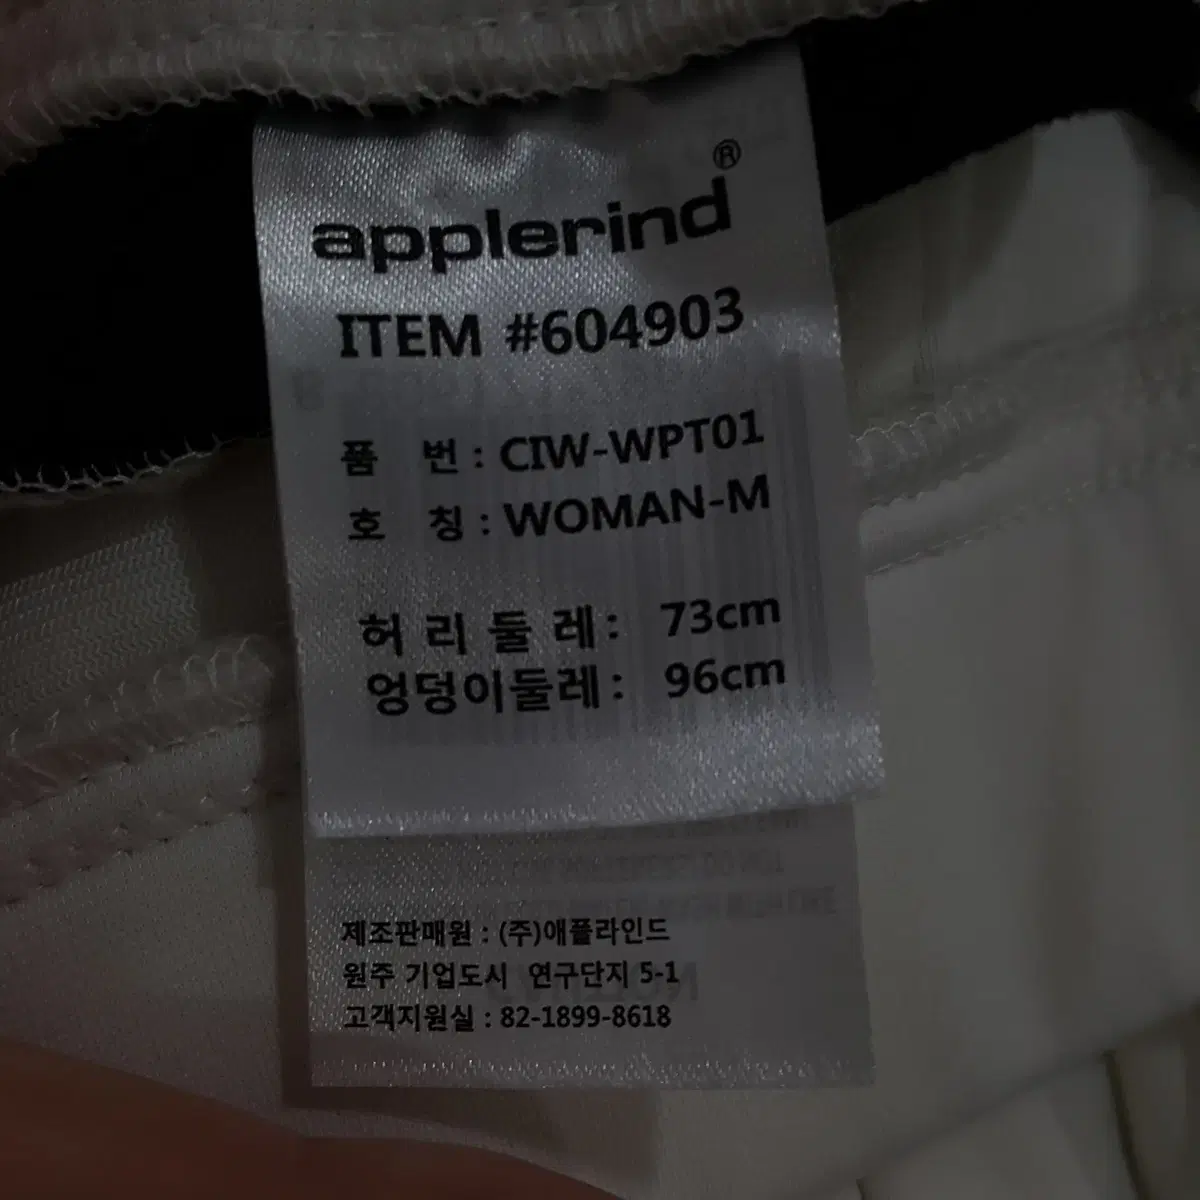 applerind®
ITEM #604903
품 번 : CIW-WPT01
호 칭 : WOMAN-M
허 리 둘 레 : 73cm
엉덩이둘레 : 96cm
제조판매원 : (주)애플라인드
원주 기업도시 연구단지 5-1
고객지원실 : 82-1899-8618